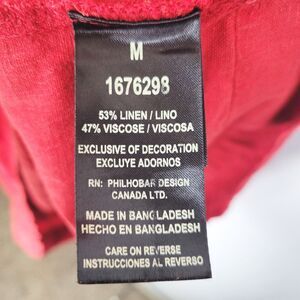 M
1676298
53% LINEN / LINO
47% VISCOSE / VISCOSA
EXCLUSIVE OF DECORATION
EXCLUYE ADORNOS
RN: PHILHOBAR DESIGN
CANADA LTD.
MADE IN BANGLADESH
HECHO EN BANGLADESH
CARE ON REVERSE
INSTRUCCIONES AL REVERSO